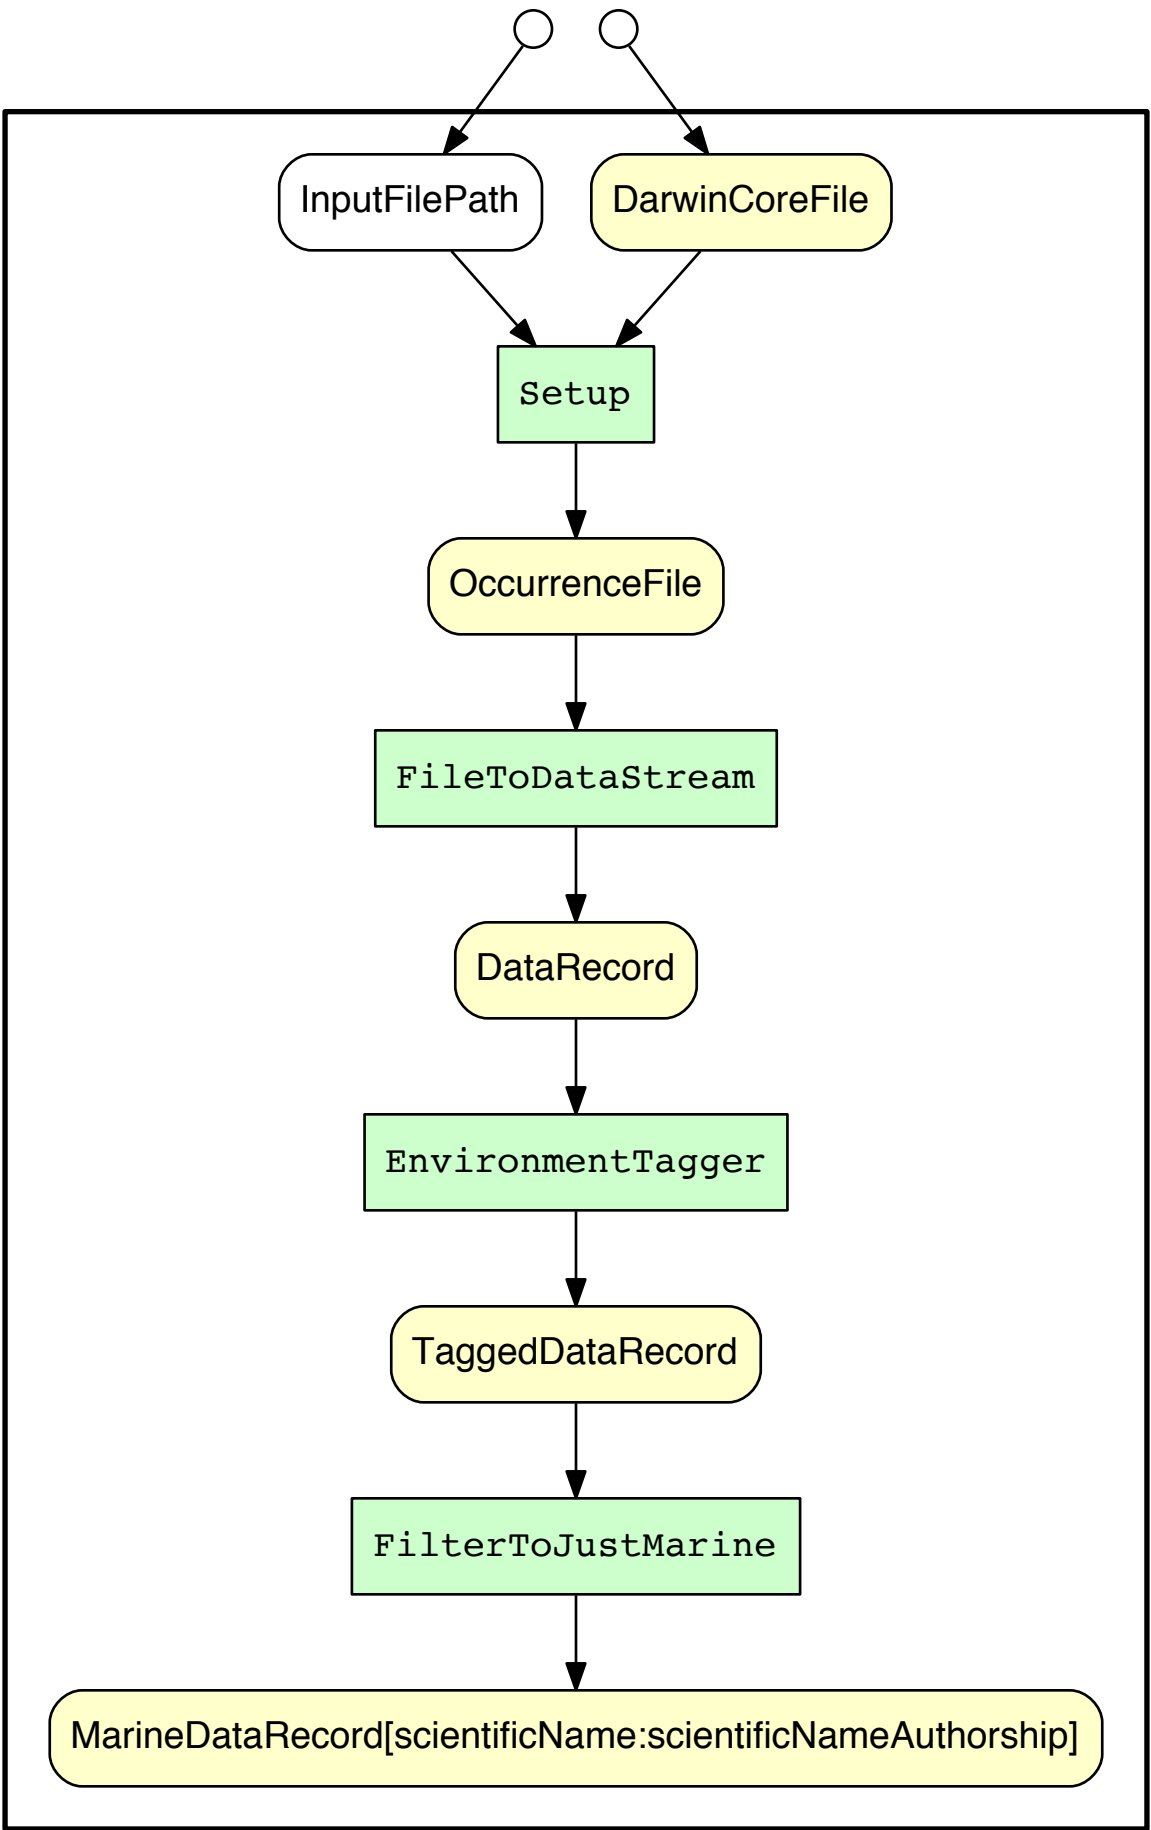 InputFilePath
DarwinCoreFile
Setup
OccurrenceFile
FileToDataStream
DataRecord
EnvironmentTagger
TaggedDataRecord
FilterToJustMarine
MarineDataRecord[scientificName:scientificNameAuthorship]